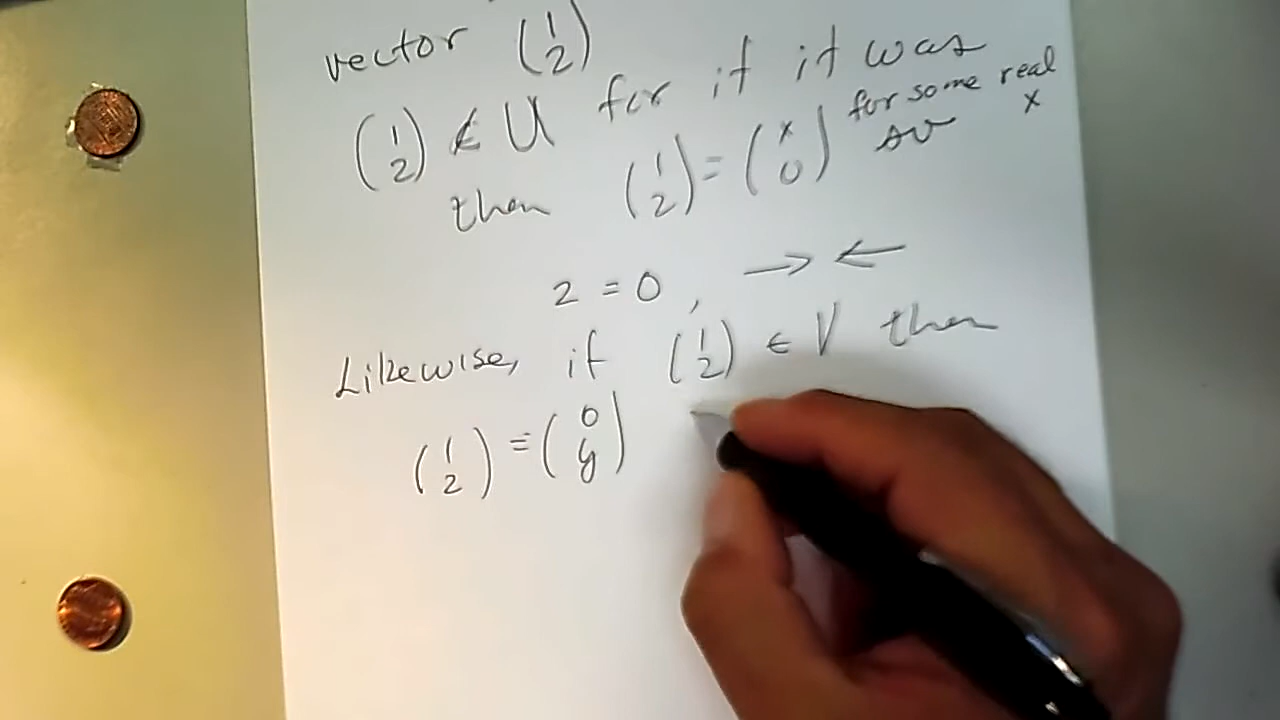 vector (1 2)
(1 2) ∉ U for if it was
then (1 2) = (x 0) for some real x so
2 = 0, →←
Likewise, if (1 2) ∈ V then
(1 2) = (0 y)